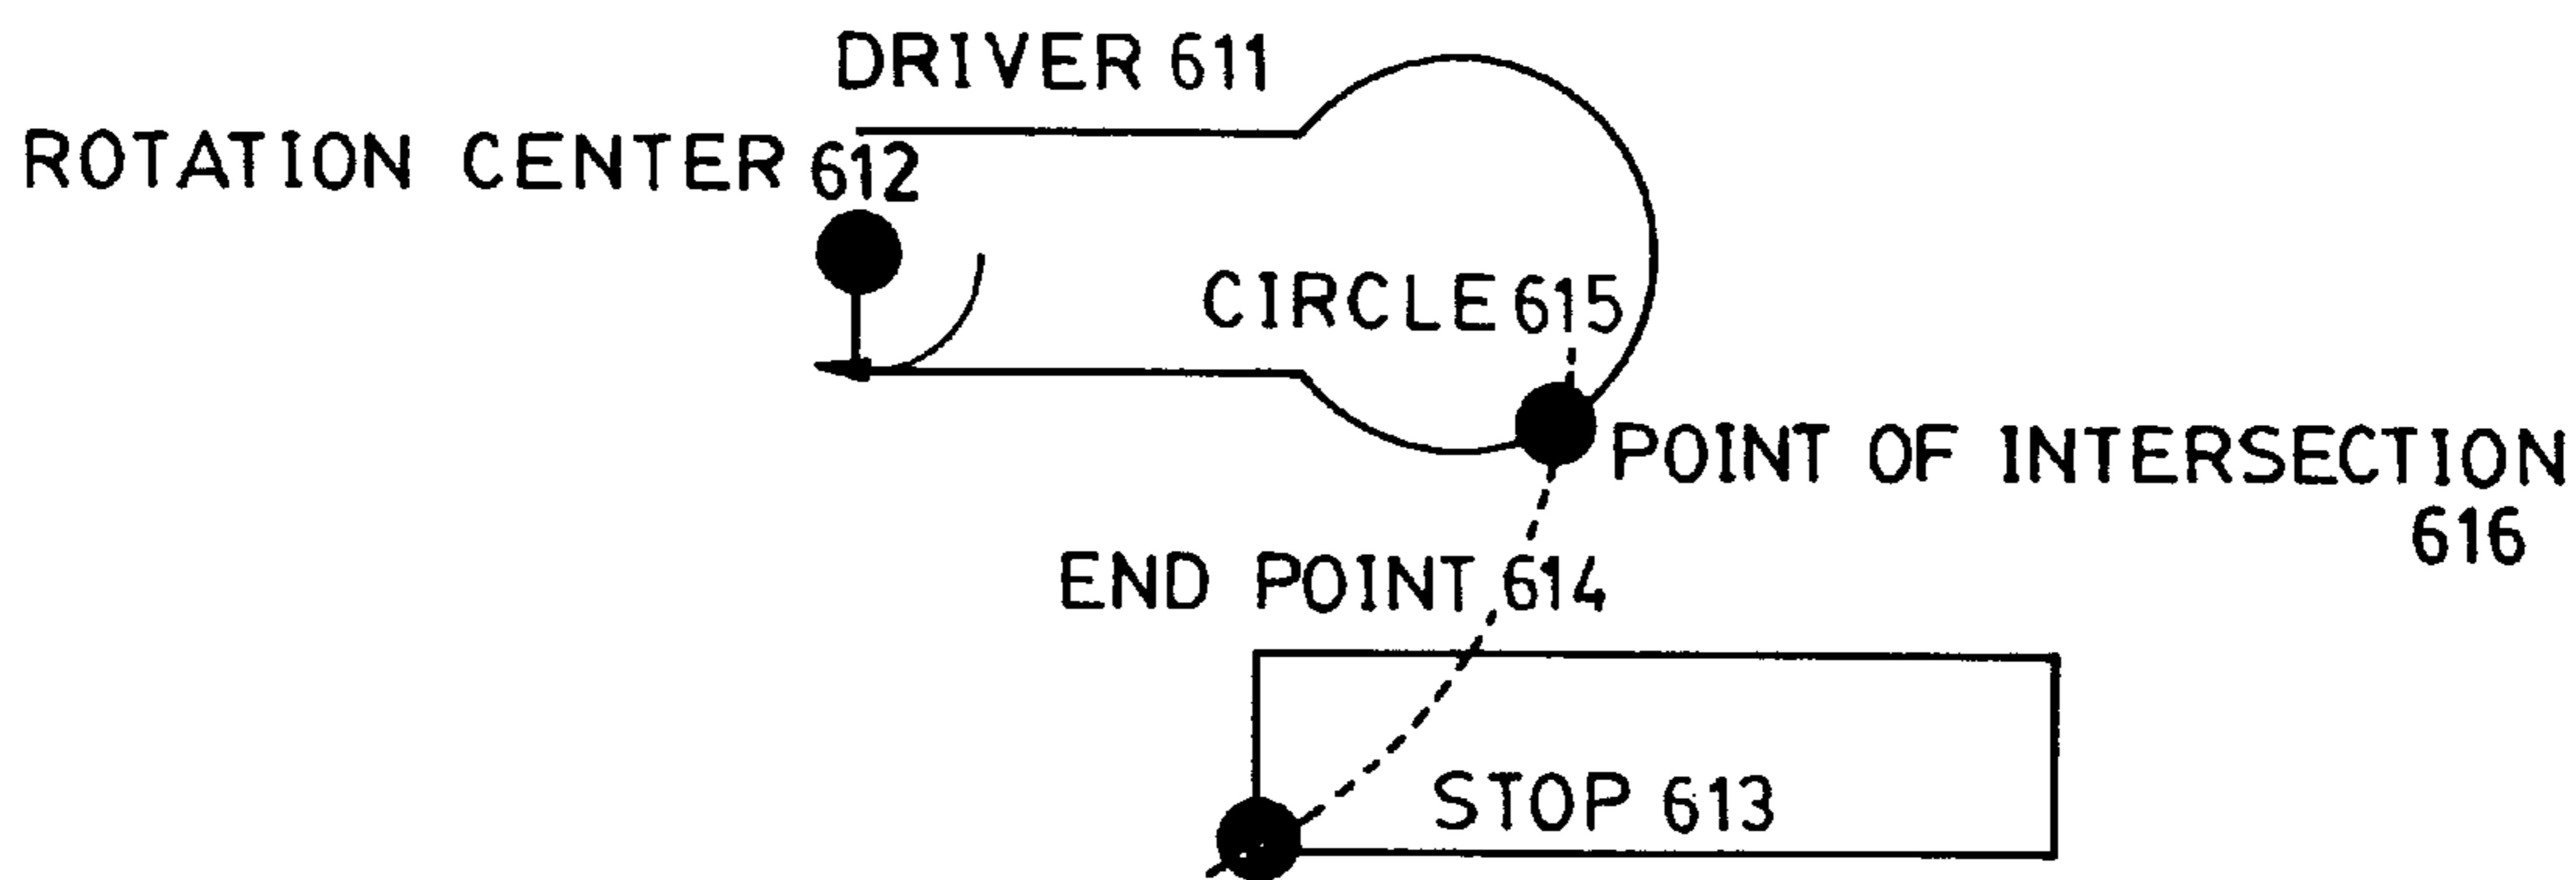 DRIVER 611
ROTATION CENTER 612
CIRCLE 615
POINT OF INTERSECTION
616
END POINT 614
STOP 613